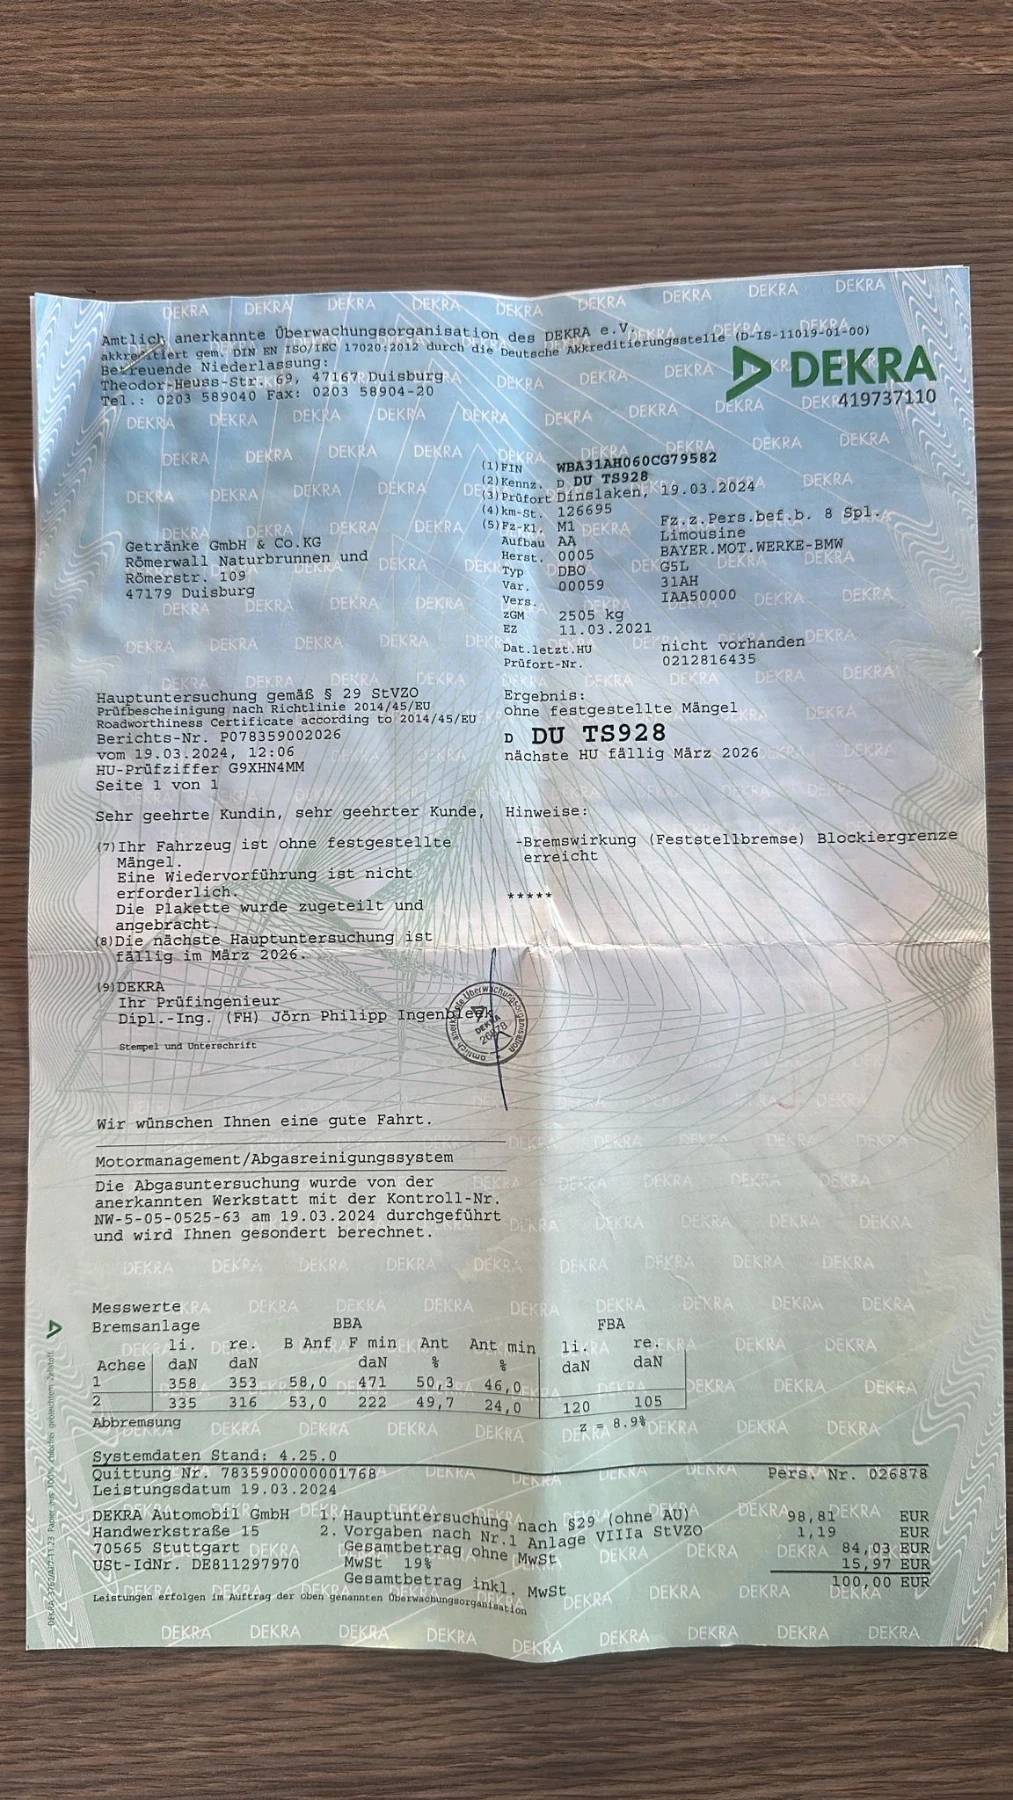 Amtlich anerkannte Überwachungsorganisation des DEKRA e.V.
akkreditiert gem. DIN EN ISO/IEC 17020:2012 durch die Deutsche Akkreditierungsstelle (D-IS-11019-01-00)
Betreuende Niederlassung:
Theodor-Heuss-Str. 69, 47167 Duisburg
Tel.: 0203 589040 Fax: 0203 58904-20
DEKRA
419737110
(1)FIN WBA31AH060CG79582
(2)Kennz. D DU TS928
(3)Prüfort Dinslaken, 19.03.2024
(4)km-St. 126695
(5)Fz-Kl. M1 Fz.z.Pers.bef.b. 8 Spl.
Aufbau AA Limousine
Herst. 0005 BAYER.MOT.WERKE-BMW
Typ DBO G5L
Var. 00059 31AH
Vers. IAA50000
zGM 2505 kg
EZ 11.03.2021
Dat.letzt.HU nicht vorhanden
Prüfort-Nr. 0212816435
Getränke GmbH & Co.KG
Römerwall Naturbrunnen und
Römerstr. 109
47179 Duisburg
Hauptuntersuchung gemäß § 29 StVZO
Prüfbescheinigung nach Richtlinie 2014/45/EU
Roadworthiness Certificate according to 2014/45/EU
Berichts-Nr. P078359002026
vom 19.03.2024, 12:06
HU-Prüfziffer G9XHN4MM
Seite 1 von 1
Ergebnis:
ohne festgestellte Mängel
D DU TS928
nächste HU fällig März 2026
Sehr geehrte Kundin, sehr geehrter Kunde,
(7)Ihr Fahrzeug ist ohne festgestellte
Mängel.
Eine Wiedervorführung ist nicht
erforderlich.
Die Plakette wurde zugeteilt und
angebracht.
(8)Die nächste Hauptuntersuchung ist
fällig im März 2026.
Hinweise:
-Bremswirkung (Feststellbremse) Blockiergrenze
erreicht
*****
(9)DEKRA
Ihr Prüfingenieur
Dipl.-Ing. (FH) Jörn Philipp Ingenbleek
Stempel und Unterschrift
amtlich anerkannte Überwachungsorganisation
DEKRA
26878
Wir wünschen Ihnen eine gute Fahrt.
Motormanagement/Abgasreinigungssystem
Die Abgasuntersuchung wurde von der
anerkannten Werkstatt mit der Kontroll-Nr.
NW-5-05-0525-63 am 19.03.2024 durchgeführt
und wird Ihnen gesondert berechnet.
Messwerte
Bremsanlage BBA FBA
li. re. B Anf F min Ant Ant min li. re.
Achse daN daN daN % % daN daN
1 358 353 58,0 471 50,3 46,0
2 335 316 53,0 222 49,7 24,0 120 105
Abbremsung z = 8.9%
Systemdaten Stand: 4.25.0
Quittung Nr. 7835900000001768 Pers. Nr. 026878
Leistungsdatum 19.03.2024
DEKRA Automobil GmbH
Handwerkstraße 15
70565 Stuttgart
USt-IdNr. DE811297970
1. Hauptuntersuchung nach §29 (ohne AU) 98,81 EUR
2. Vorgaben nach Nr.1 Anlage VIIIa StVZO 1,19 EUR
Gesamtbetrag ohne MwSt 84,03 EUR
MwSt 19% 15,97 EUR
Gesamtbetrag inkl. MwSt 100,00 EUR
Leistungen erfolgen im Auftrag der oben genannten Überwachungsorganisation